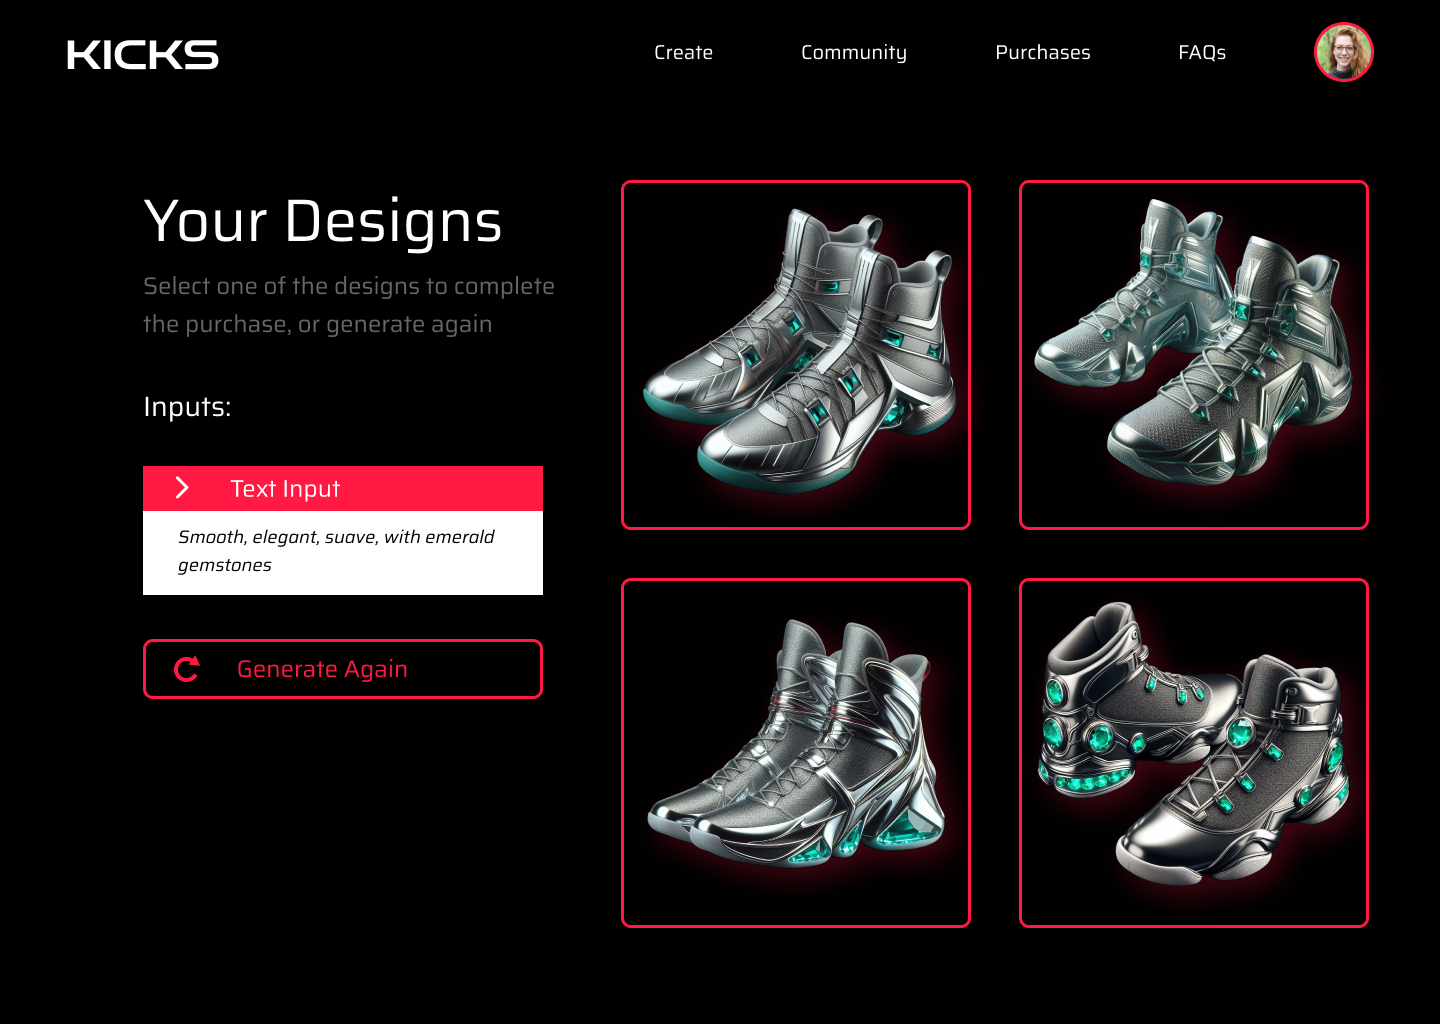 KICKS
Create
Community
Purchases
FAQs
Your Designs
Select one of the designs to complete
the purchase, or generate again
Inputs:
Text Input
Smooth, elegant, suave, with emerald
gemstones
Generate Again